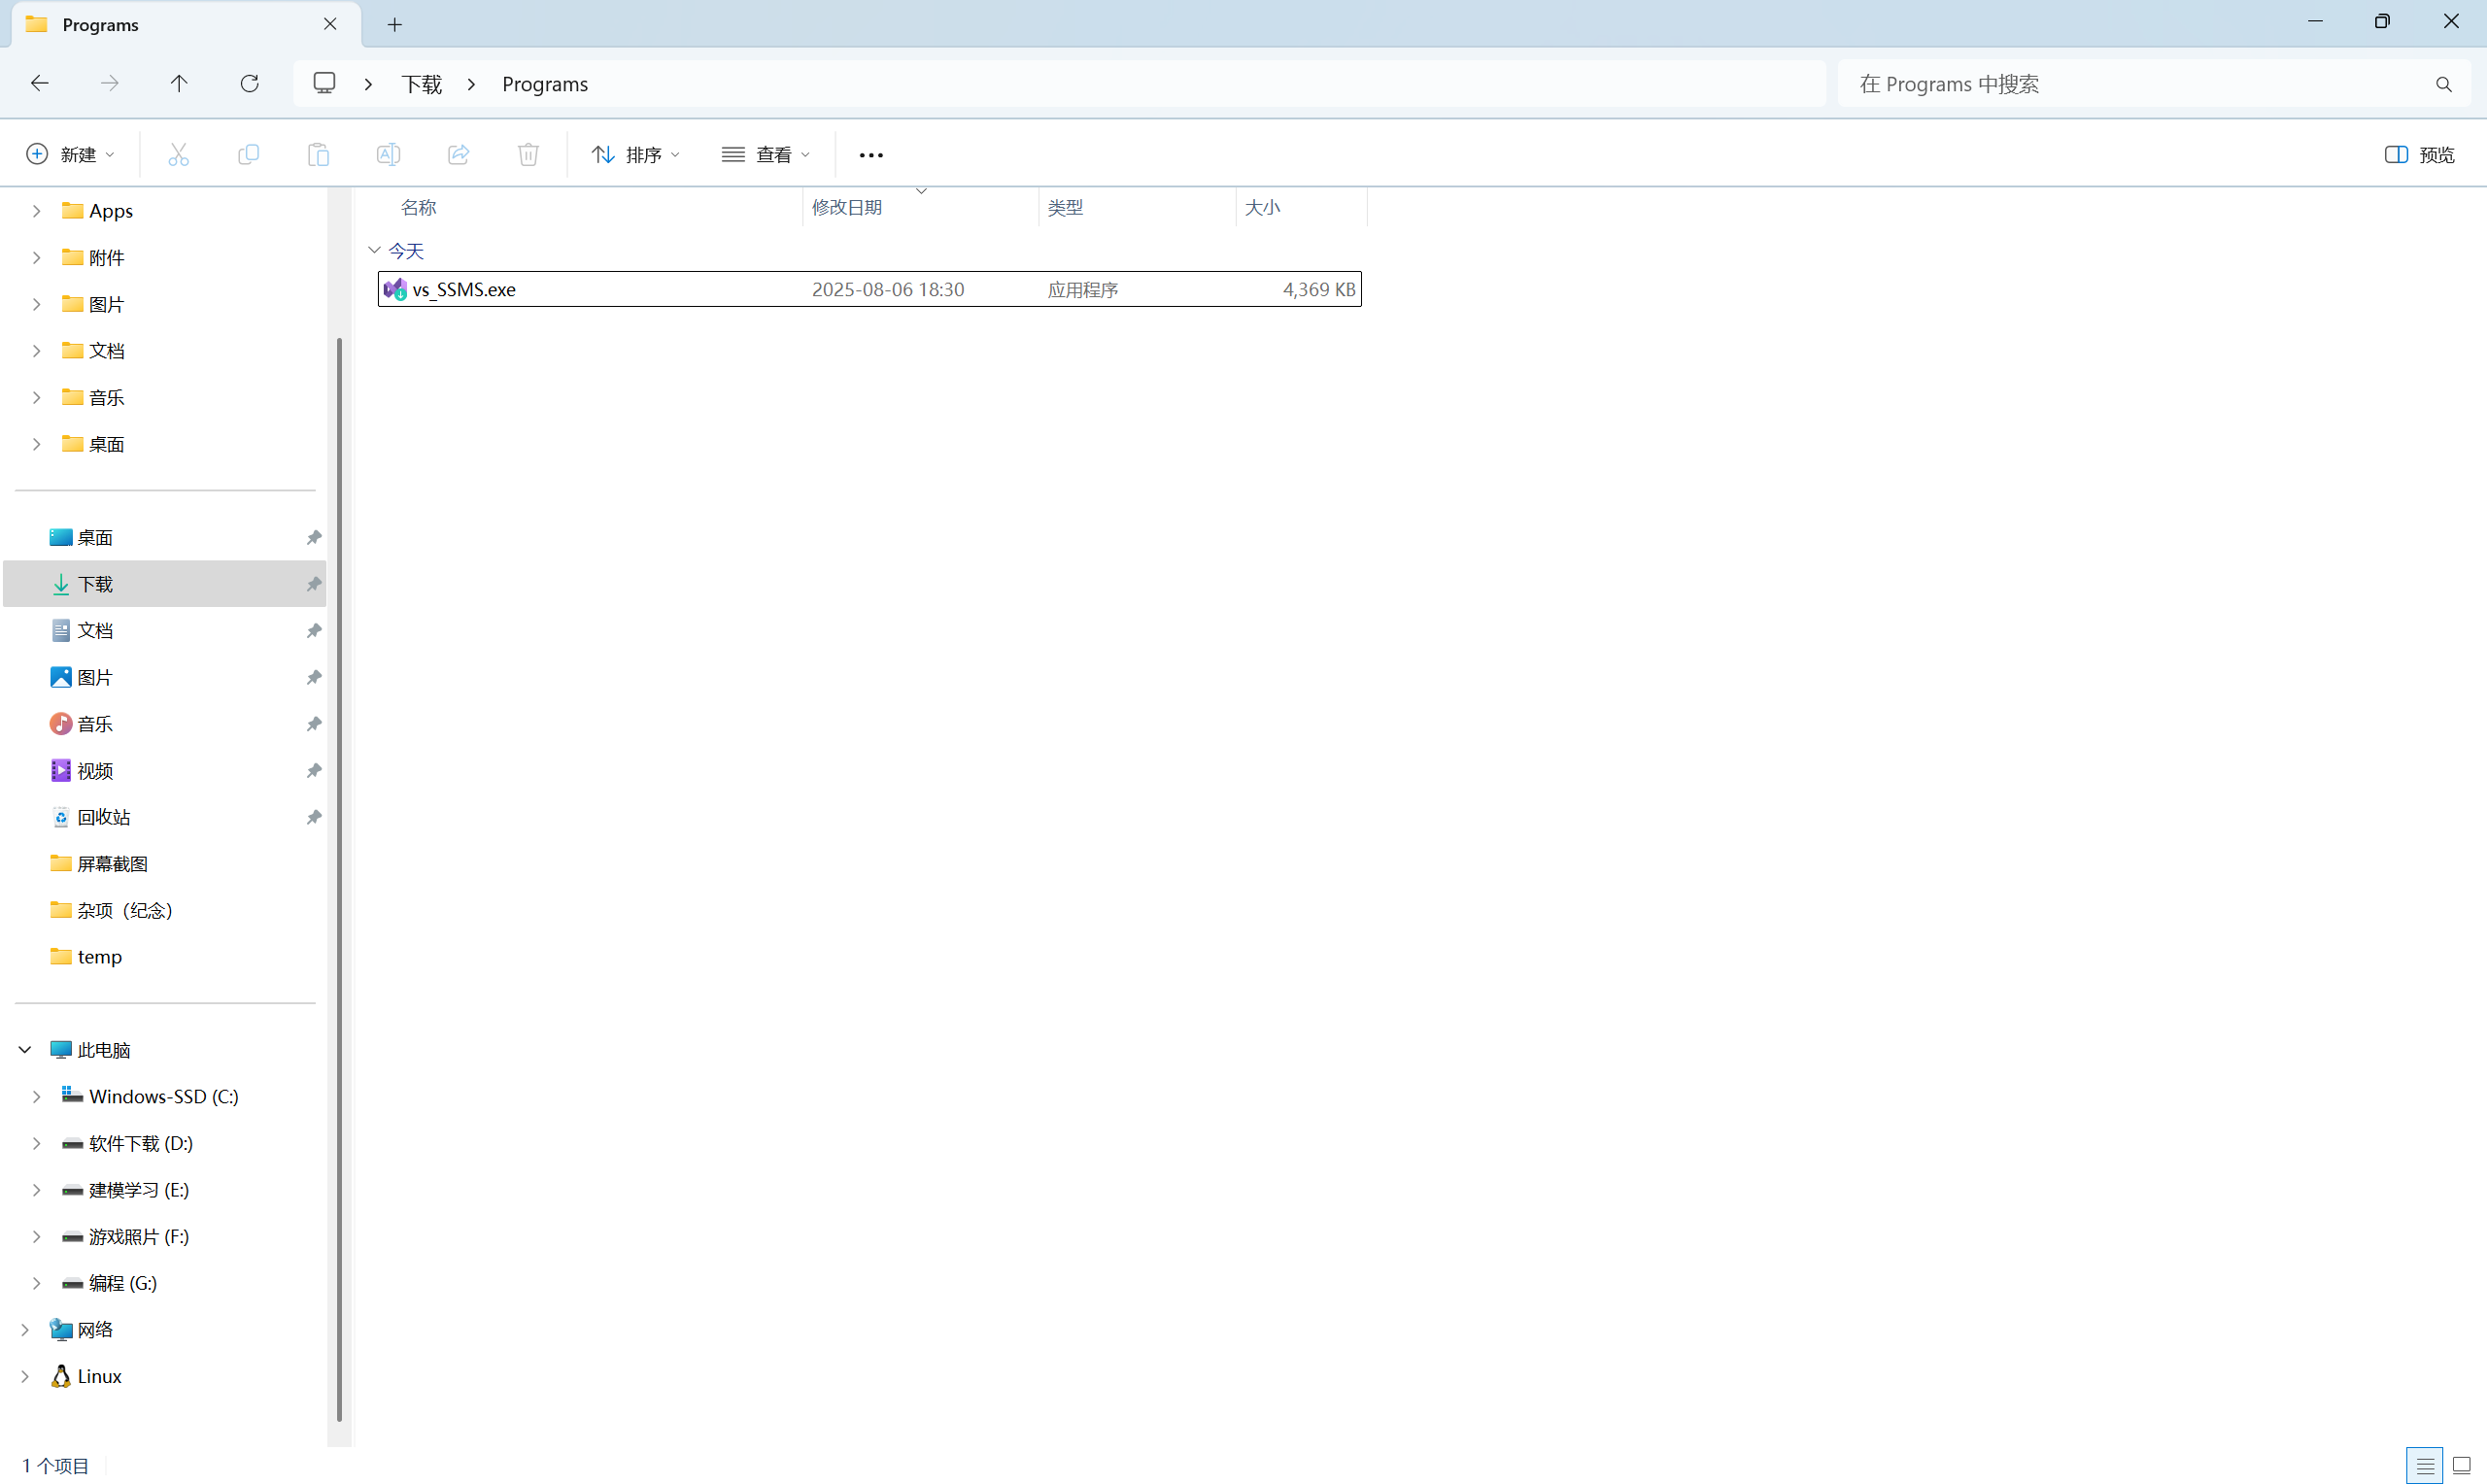 Programs
下载 Programs
在 Programs 中搜索
新建 排序 查看 预览
Apps
附件
图片
文档
音乐
桌面
桌面
下载
文档
图片
音乐
视频
回收站
屏幕截图
杂项（纪念）
temp
此电脑
Windows-SSD (C:)
软件下载 (D:)
建模学习 (E:)
游戏照片 (F:)
编程 (G:)
网络
Linux
名称 修改日期 类型 大小
今天
vs_SSMS.exe 2025-08-06 18:30 应用程序 4,369 KB
1 个项目